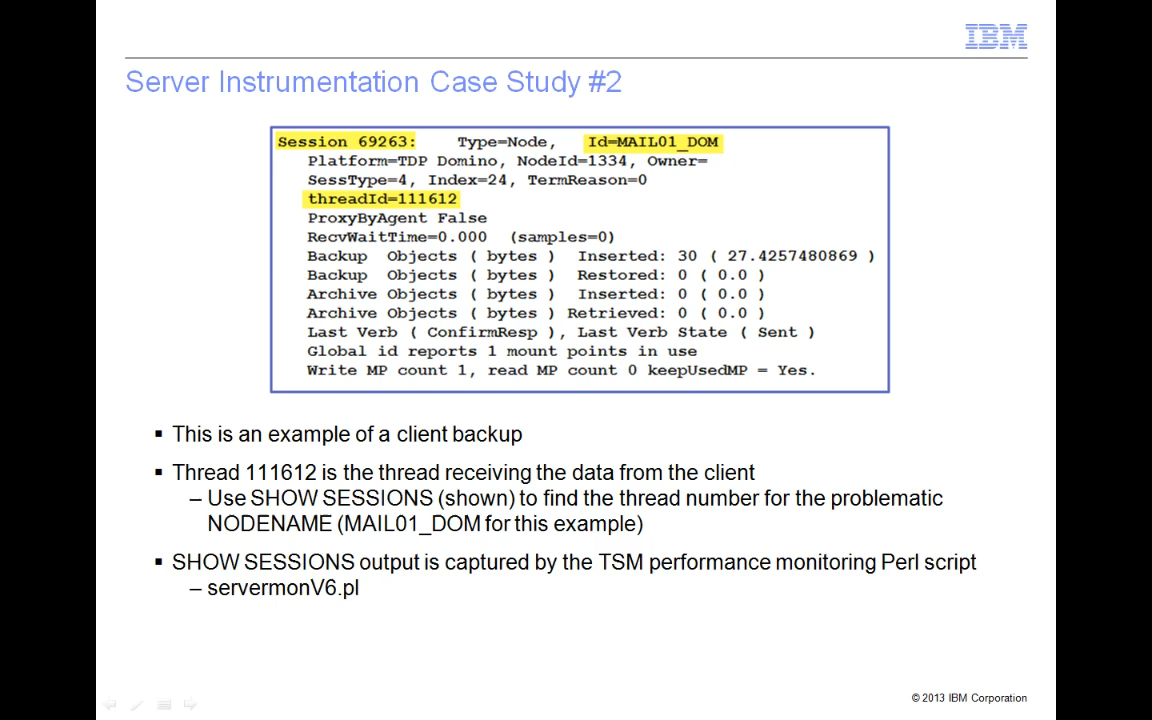 IBM
Server Instrumentation Case Study #2
Session 69263: Type=Node, Id=MAIL01_DOM
Platform=TDP Domino, NodeId=1334, Owner=
SessType=4, Index=24, TermReason=0
threadId=111612
ProxyByAgent False
RecvWaitTime=0.000 (samples=0)
Backup Objects ( bytes ) Inserted: 30 ( 27.4257480869 )
Backup Objects ( bytes ) Restored: 0 ( 0.0 )
Archive Objects ( bytes ) Inserted: 0 ( 0.0 )
Archive Objects ( bytes ) Retrieved: 0 ( 0.0 )
Last Verb ( ConfirmResp ), Last Verb State ( Sent )
Global id reports 1 mount points in use
Write MP count 1, read MP count 0 keepUsedMP = Yes.
▪ This is an example of a client backup
▪ Thread 111612 is the thread receiving the data from the client
– Use SHOW SESSIONS (shown) to find the thread number for the problematic
NODENAME (MAIL01_DOM for this example)
▪ SHOW SESSIONS output is captured by the TSM performance monitoring Perl script
– servermonV6.pl
© 2013 IBM Corporation